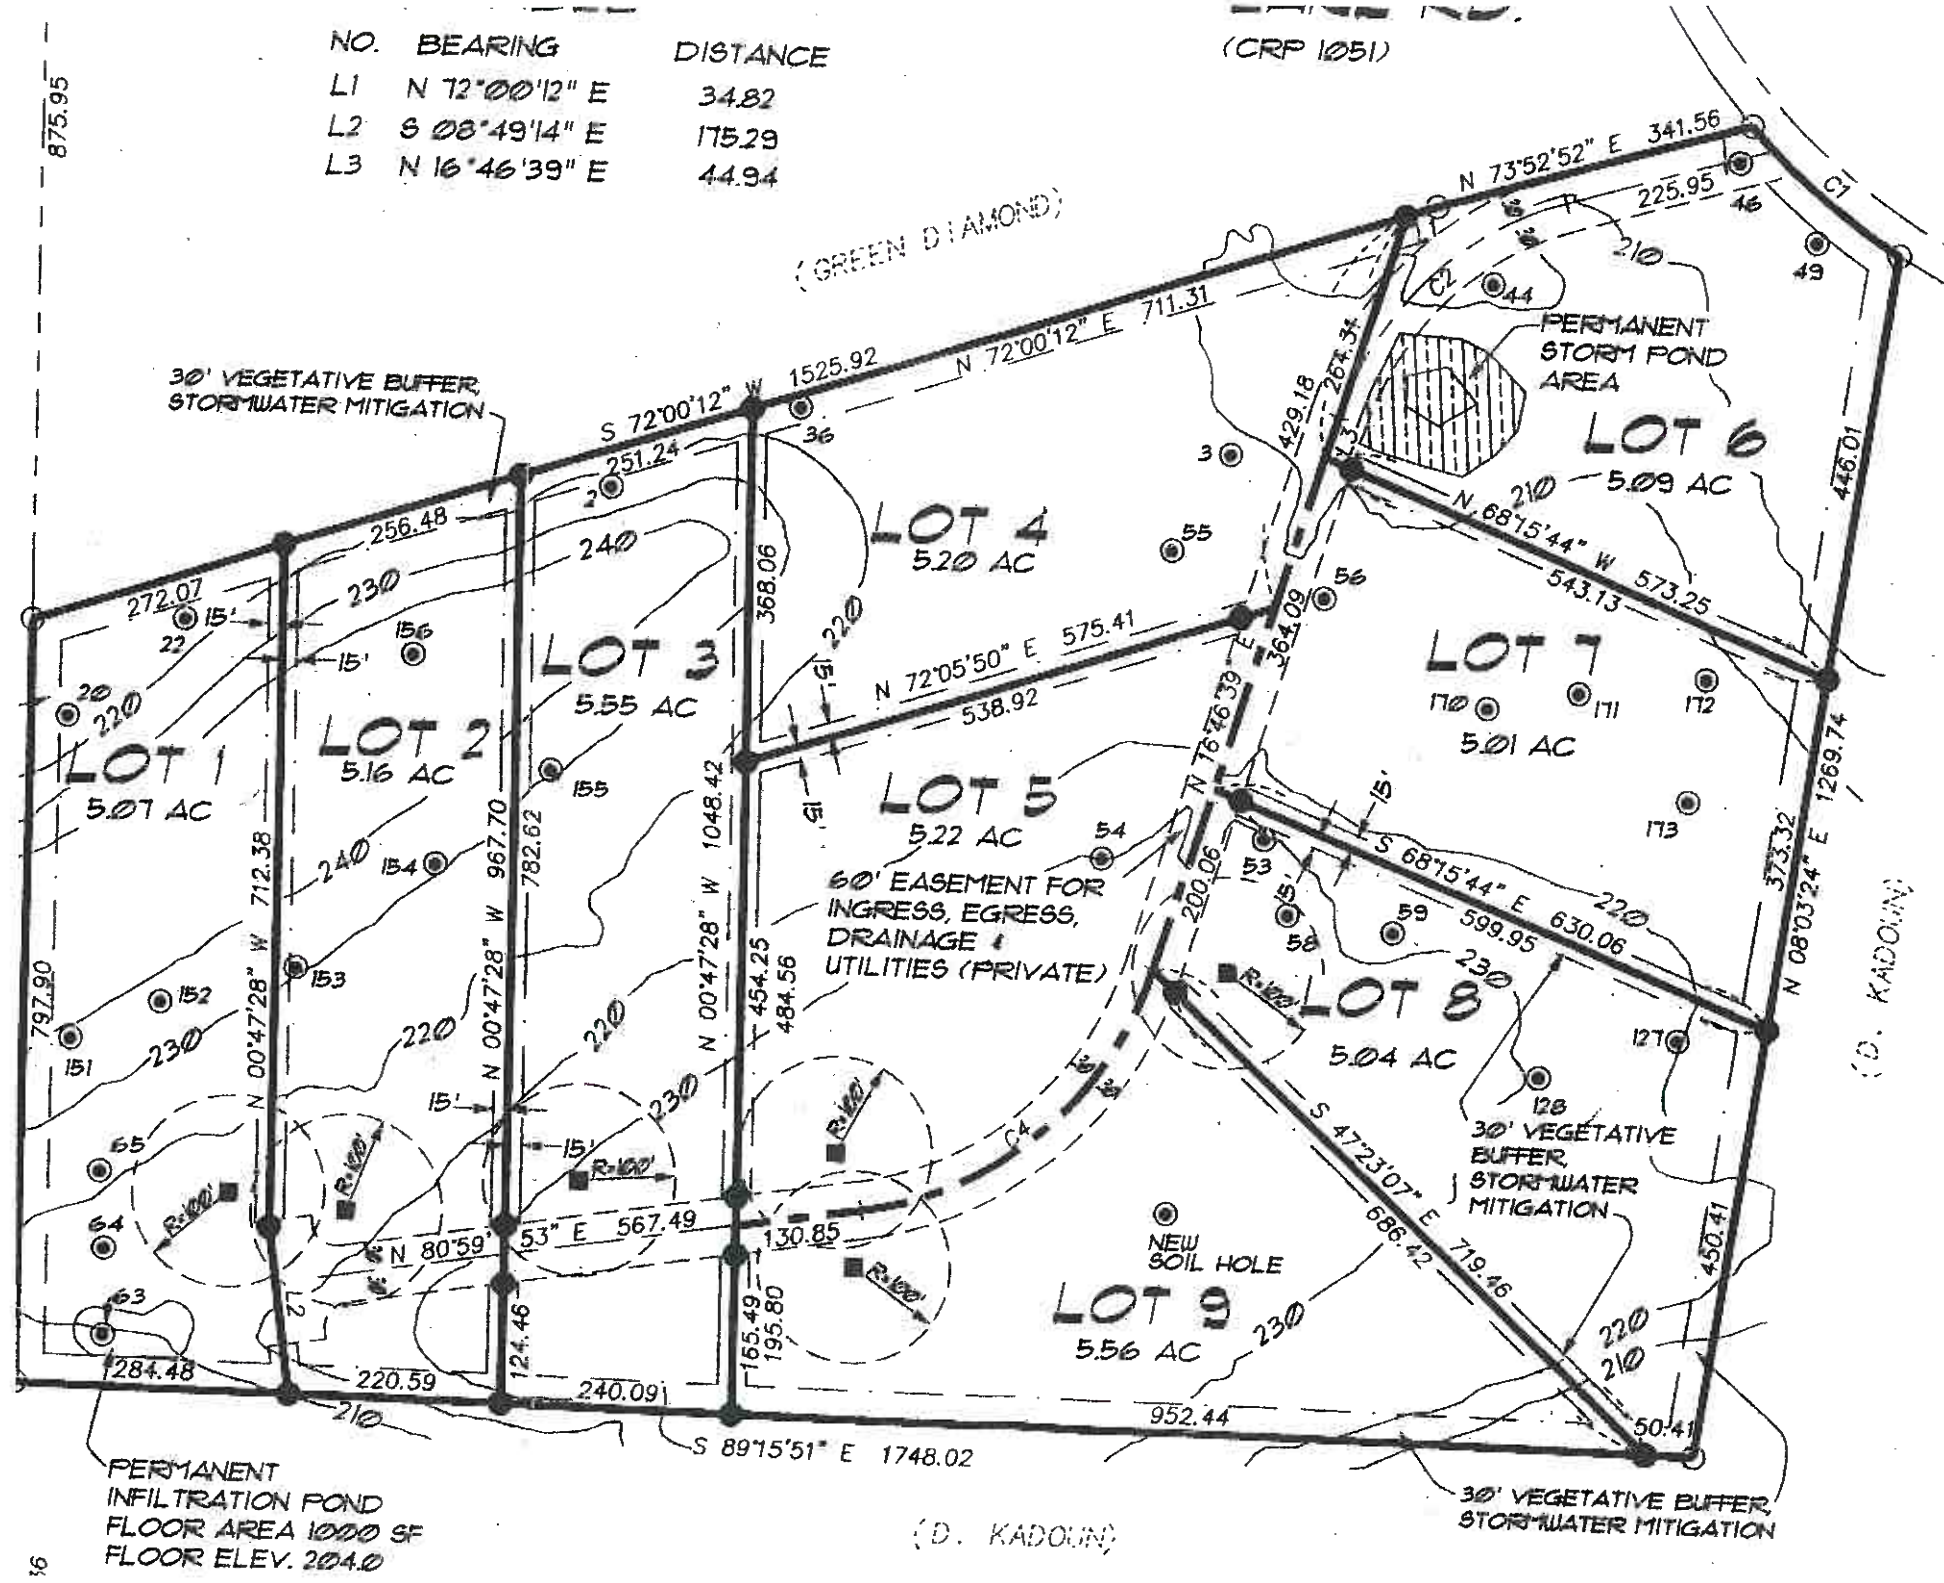 NO. BEARING DISTANCE
L1 N 72°00'12" E 34.82
L2 S 08°49'14" E 175.29
L3 N 16°46'39" E 44.94
LANE RD.
(CRP 1051)
875.95
(GREEN DIAMOND)
N 73°52'52" E 341.56
225.95
46
C1
49
210
C2
44
PERMANENT
STORM POND
AREA
LOT 6
5.09 AC
210
446.01
N 72°00'12" E 711.31
1525.92
S 72°00'12" W
251.24
36
2
30' VEGETATIVE BUFFER,
STORMWATER MITIGATION
256.48
272.07
22
15'
15'
230
240
156
20
220
LOT 1
5.07 AC
LOT 2
5.16 AC
LOT 3
5.55 AC
155
154
240
153
152
151
230
797.90
N 00°47'28" W 712.38
N 00°47'28" W 967.70
782.62
N 00°47'28" W 1048.42
368.06
454.25
484.56
220
LOT 4
5.20 AC
3
55
429.18
264.31
L3
N 68°15'44" W 573.25
543.13
56
364.09
N 16°46'39" E
15'
15'
N 72°05'50" E 575.41
538.92
LOT 7
5.01 AC
170
171
172
173
373.32
N 08°03'24" E 1269.74
(D. KADOUN)
LOT 5
5.22 AC
54
60' EASEMENT FOR
INGRESS, EGRESS,
DRAINAGE &
UTILITIES (PRIVATE)
200.06
53
15'
15'
S 68°15'44" E 630.06
599.95
220
58
59
230
R=100'
LOT 8
5.04 AC
127
128
30' VEGETATIVE
BUFFER,
STORMWATER
MITIGATION
S 47°23'07" E 719.46
686.42
450.41
220
220
230
15'
15'
R=100'
R=100'
R=100'
R=100'
R=100'
C4
65
64
63
N 80°59'53" E 567.49
130.85
L2
124.46
165.49
195.80
NEW
SOIL HOLE
LOT 9
5.56 AC
230
220
210
284.48
220.59
240.09
952.44
50.41
210
S 89°15'51" E 1748.02
PERMANENT
INFILTRATION POND
FLOOR AREA 1000 SF
FLOOR ELEV. 204.0
(D. KADOUN)
30' VEGETATIVE BUFFER,
STORMWATER MITIGATION
36